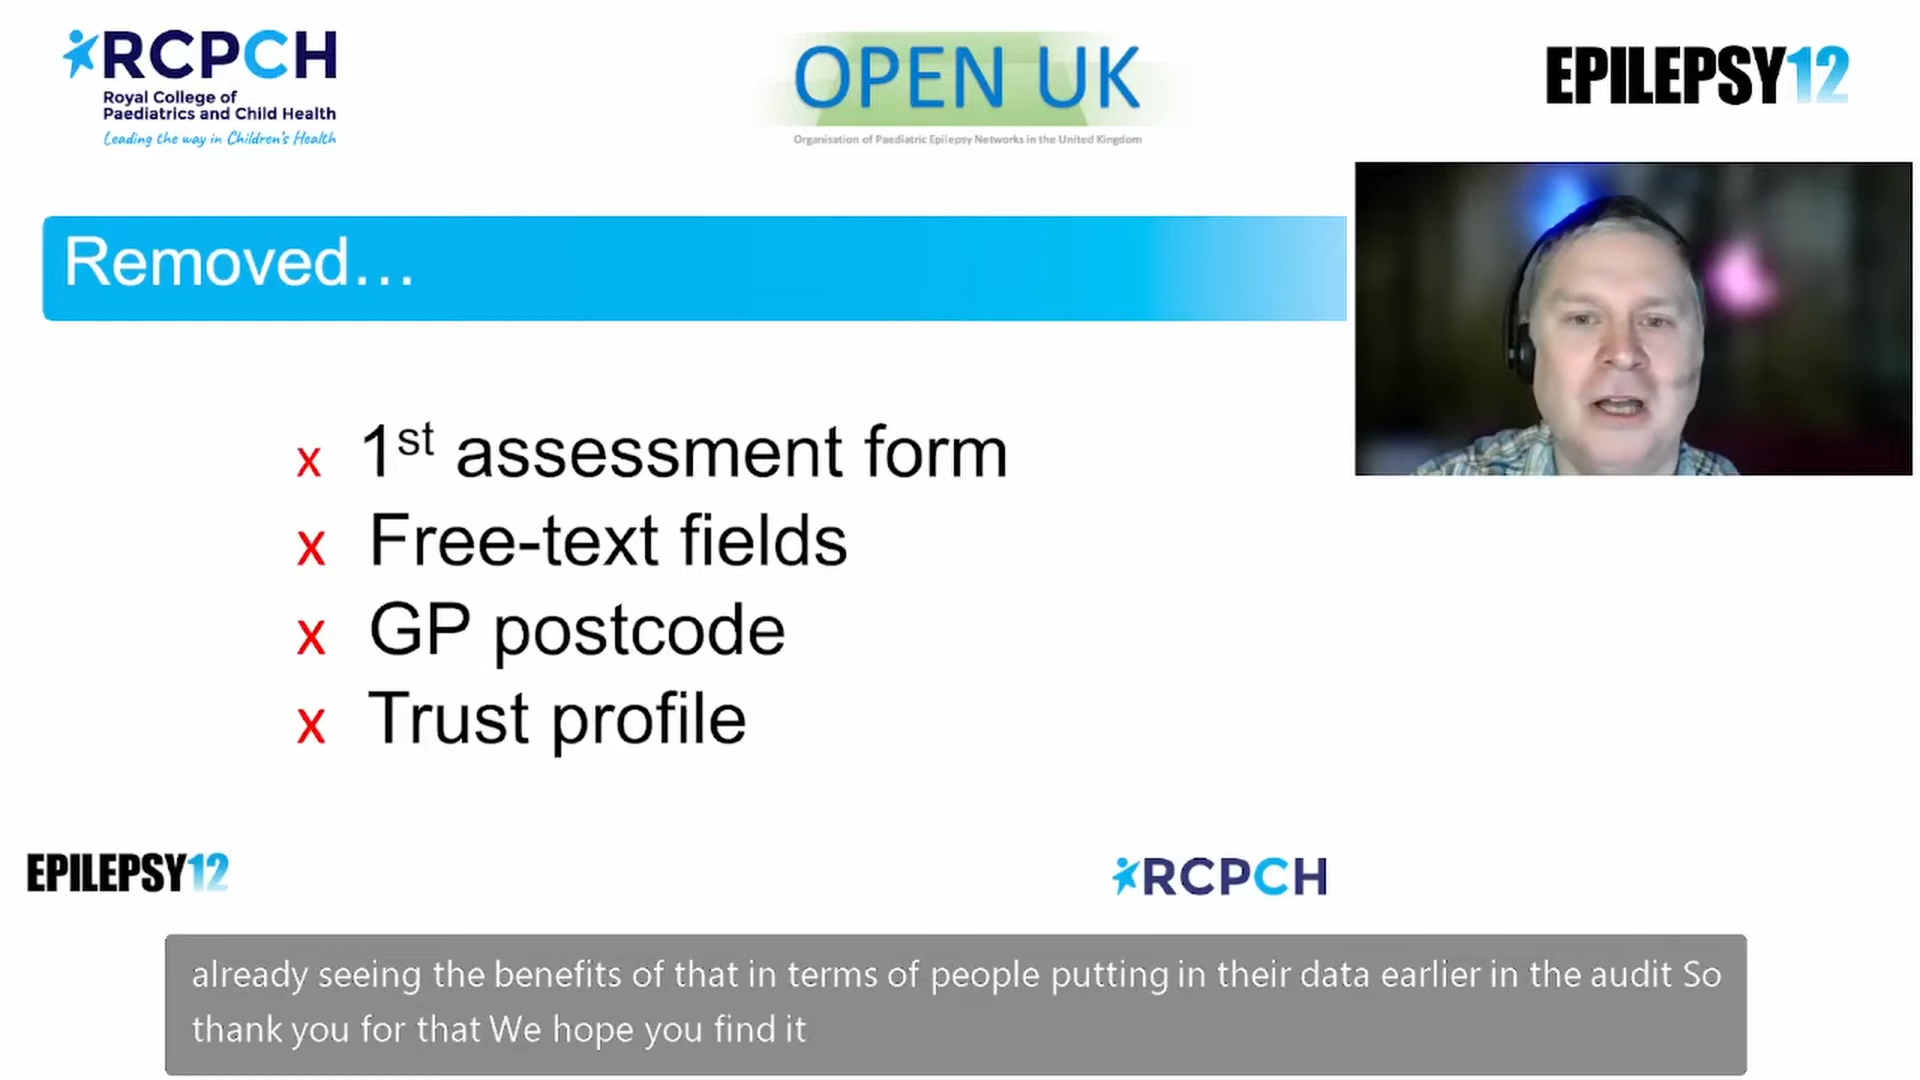 RCPCH
Royal College of
Paediatrics and Child Health
Leading the way in Children's Health
OPEN UK
Organisation of Paediatric Epilepsy Networks in the United Kingdom
EPILEPSY12
Removed...
x 1st assessment form
x Free-text fields
x GP postcode
x Trust profile
EPILEPSY12
RCPCH
already seeing the benefits of that in terms of people putting in their data earlier in the audit So
thank you for that We hope you find it